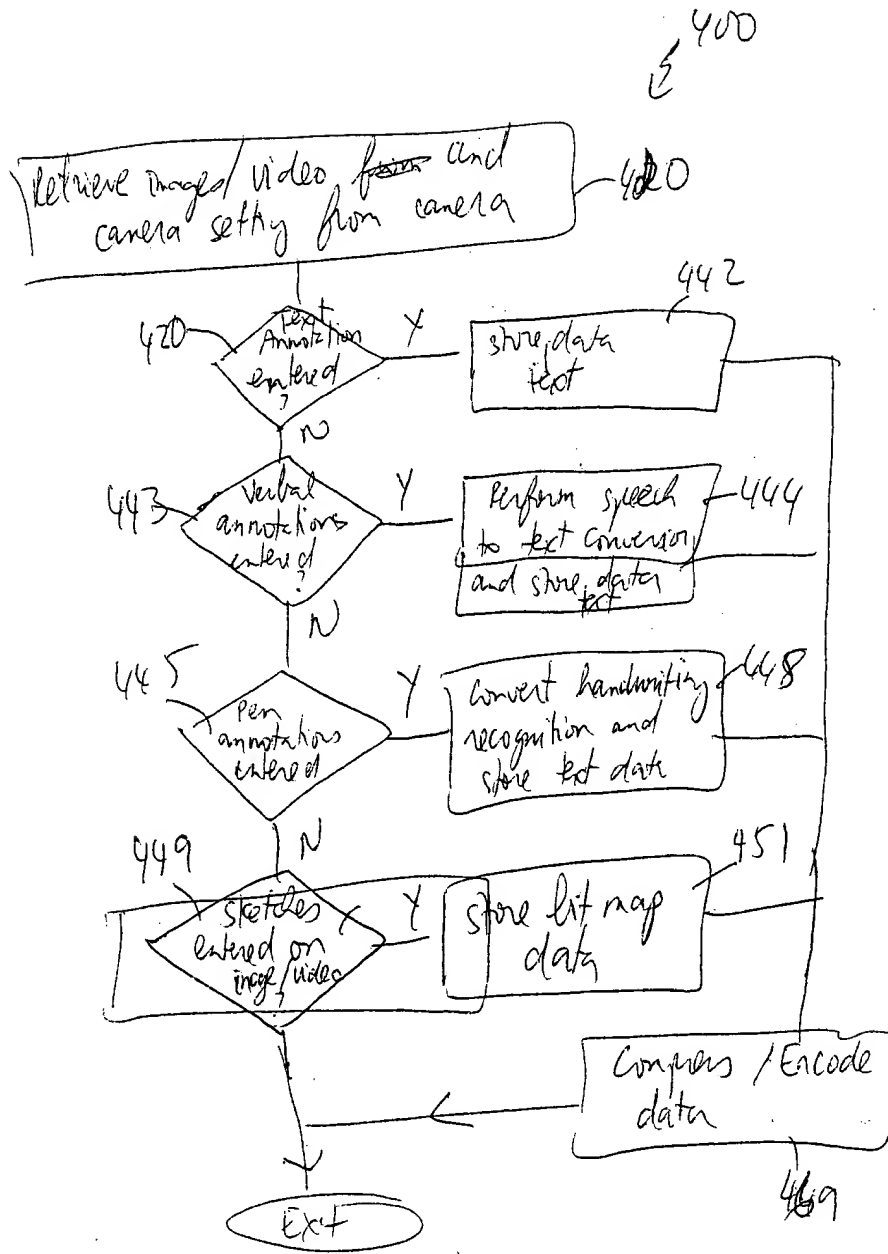 400
Retrieve images/video and
camera setting from camera
420
text
Annotation
entered
?
Y
442
store data
text
N
443
Verbal
annotations
entered
?
Y
Perform speech
to text conversion
and store data
text
444
N
445
Pen
annotations
entered
Y
Convert handwriting
recognition and
store text data
448
N
449
Sketches
entered on
image/video
?
Y
store bit map
data
451
Compress / Encode
data
Exit